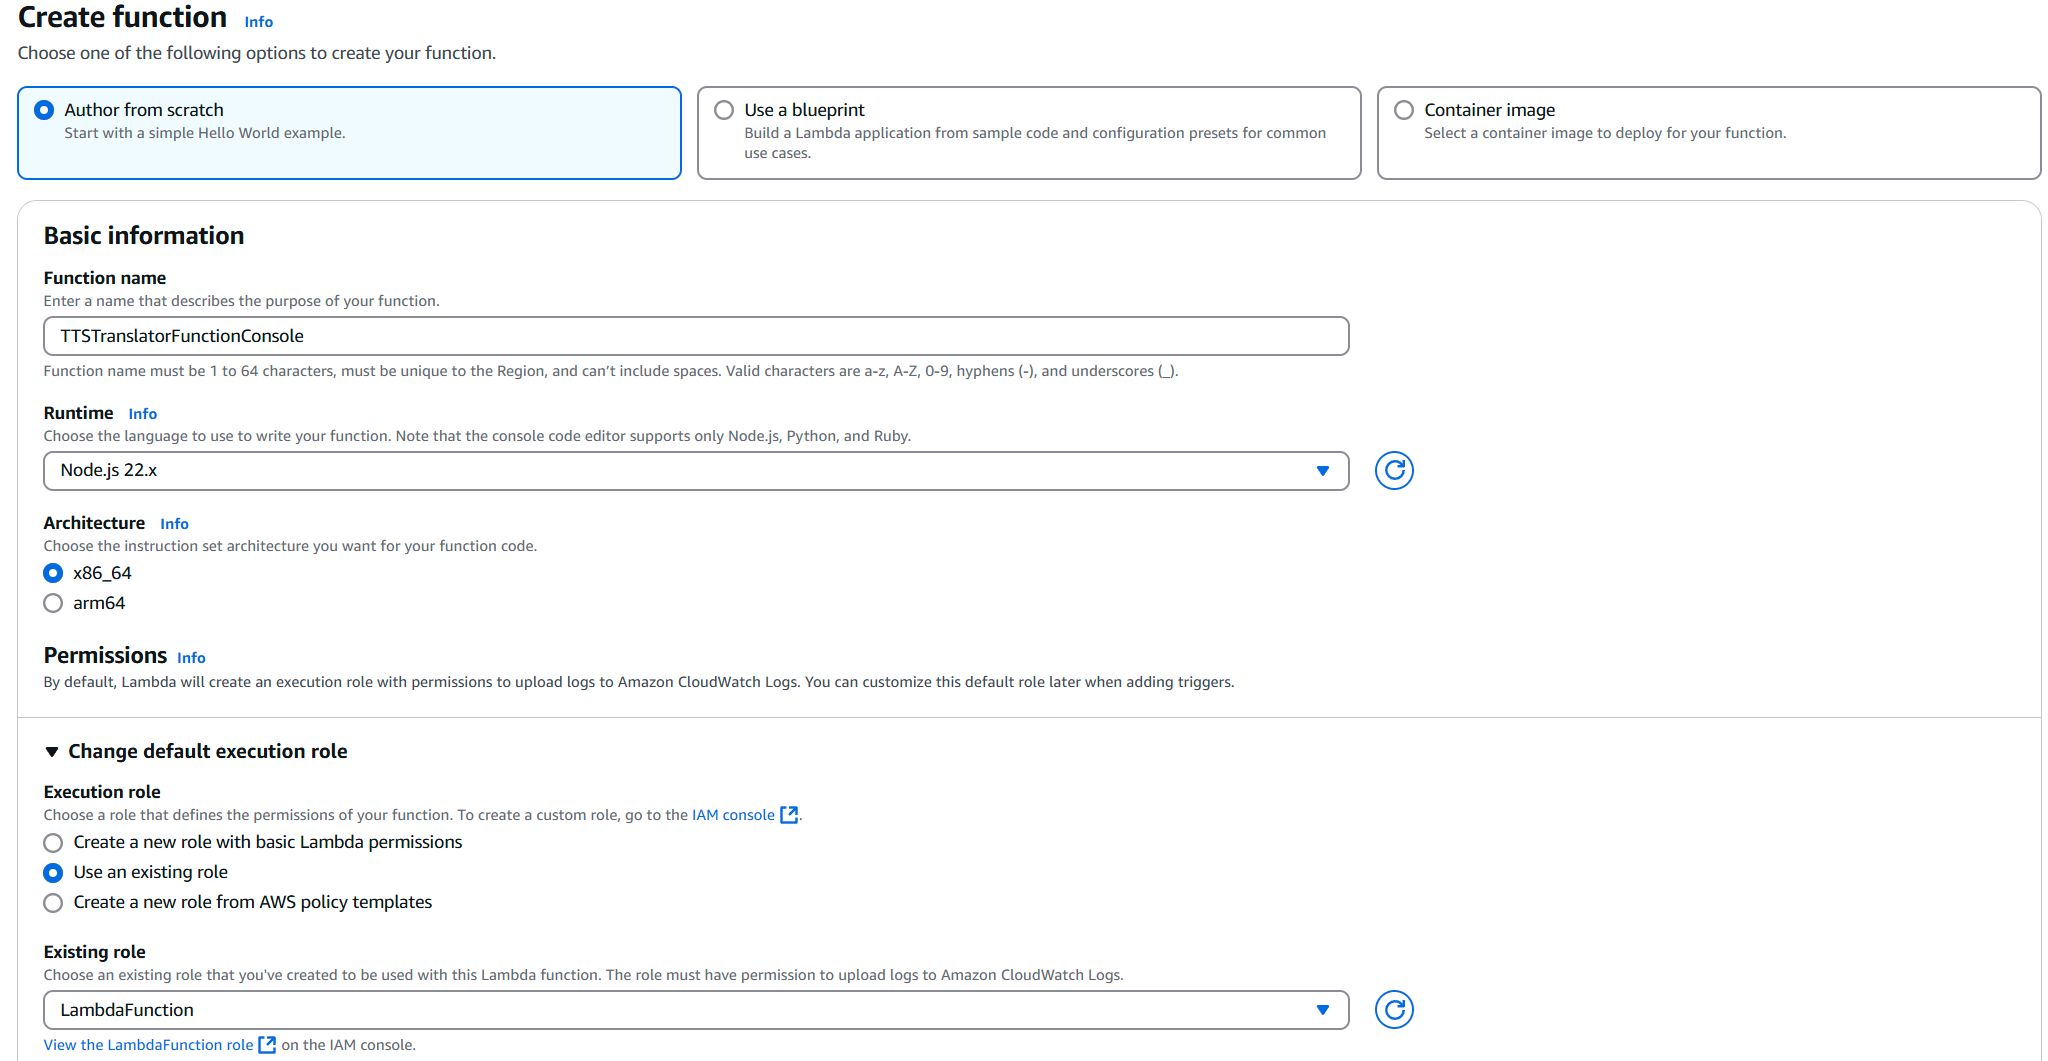 Create function Info
Choose one of the following options to create your function.
Author from scratch
Start with a simple Hello World example.
Use a blueprint
Build a Lambda application from sample code and configuration presets for common
use cases.
Container image
Select a container image to deploy for your function.
Basic information
Function name
Enter a name that describes the purpose of your function.
TTSTranslatorFunctionConsole
Function name must be 1 to 64 characters, must be unique to the Region, and can’t include spaces. Valid characters are a-z, A-Z, 0-9, hyphens (-), and underscores (_).
Runtime Info
Choose the language to use to write your function. Note that the console code editor supports only Node.js, Python, and Ruby.
Node.js 22.x
Architecture Info
Choose the instruction set architecture you want for your function code.
x86_64
arm64
Permissions Info
By default, Lambda will create an execution role with permissions to upload logs to Amazon CloudWatch Logs. You can customize this default role later when adding triggers.
Change default execution role
Execution role
Choose a role that defines the permissions of your function. To create a custom role, go to the IAM console.
Create a new role with basic Lambda permissions
Use an existing role
Create a new role from AWS policy templates
Existing role
Choose an existing role that you've created to be used with this Lambda function. The role must have permission to upload logs to Amazon CloudWatch Logs.
LambdaFunction
View the LambdaFunction role on the IAM console.